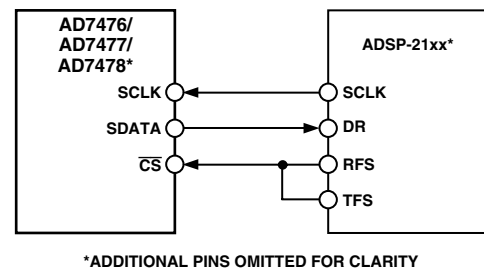 AD7476/
AD7477/
AD7478*
ADSP-21xx*
SCLK
SCLK
SDATA
DR
CS
RFS
TFS
*ADDITIONAL PINS OMITTED FOR CLARITY